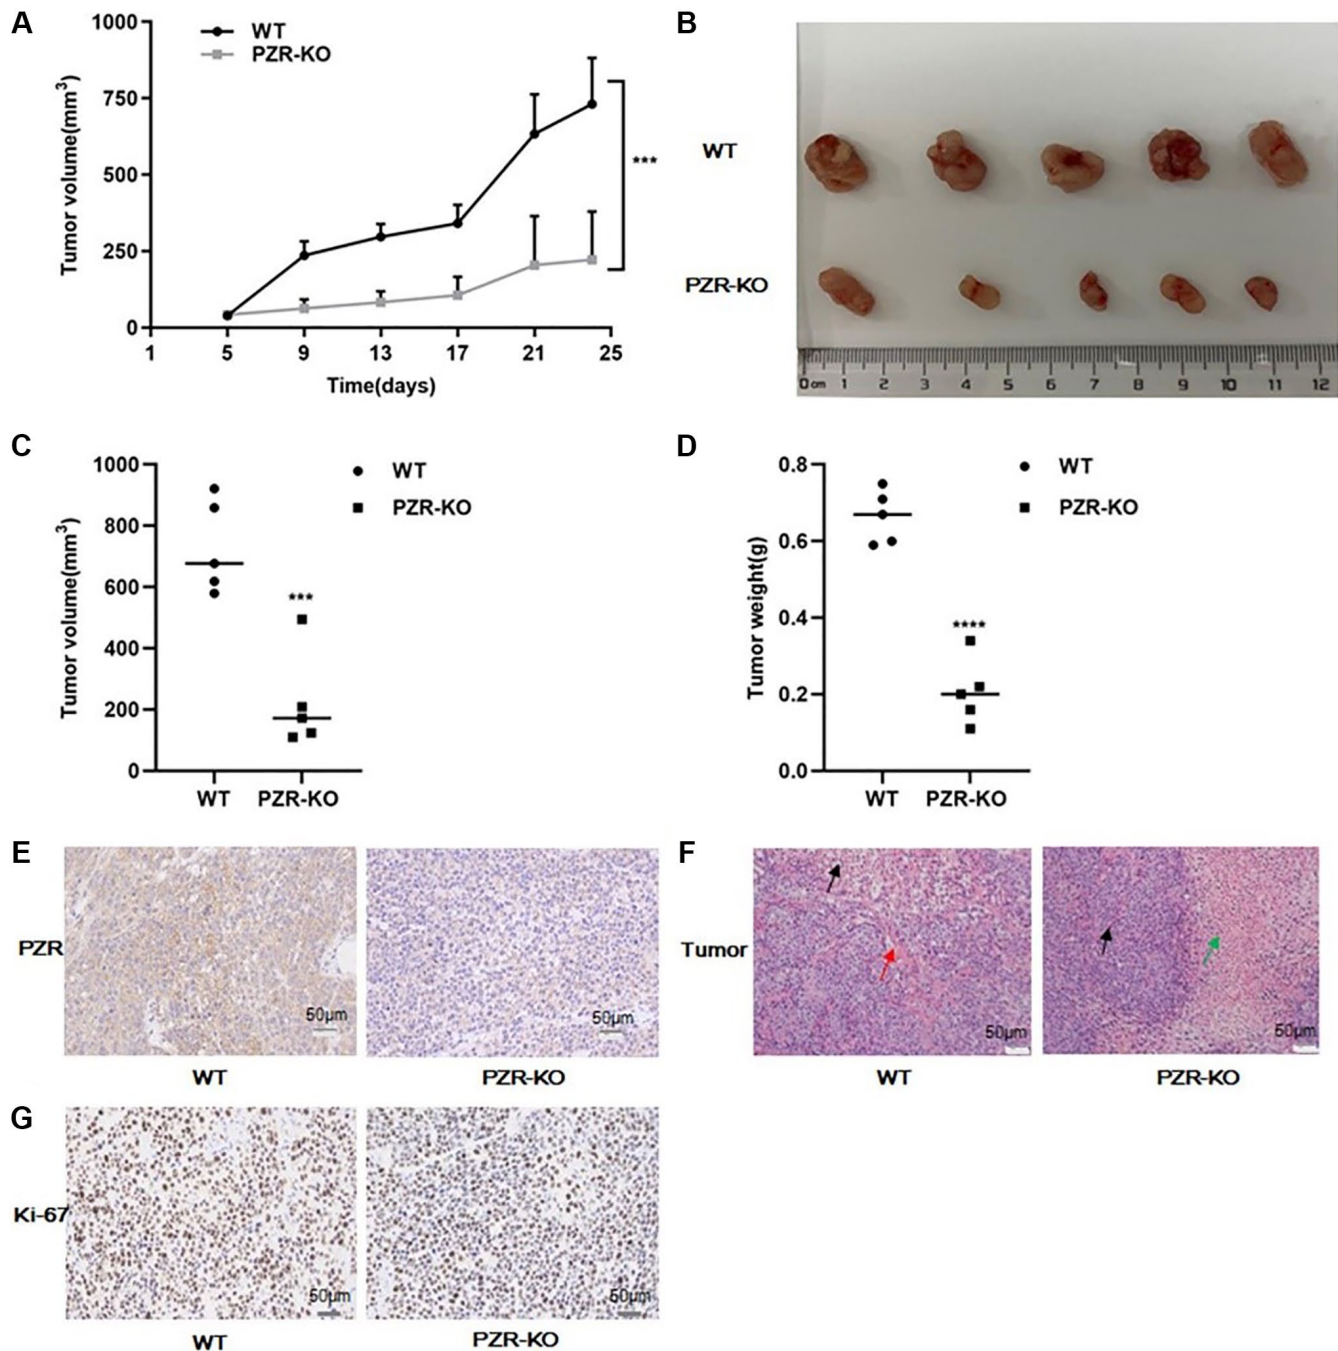 A
1000
750
500
250
0
Tumor volume(mm3)
WT
PZR-KO
***
1 5 9 13 17 21 25
Time(days)
B
WT
PZR-KO
0 cm 1 2 3 4 5 6 7 8 9 10 11 12
C
1000
800
600
400
200
0
Tumor volume(mm3)
WT
PZR-KO
***
WT PZR-KO
D
0.8
0.6
0.4
0.2
0.0
Tumor weight(g)
WT
PZR-KO
****
WT PZR-KO
E
PZR
50µm 50µm
WT PZR-KO
F
Tumor
50µm 50µm
WT PZR-KO
G
Ki-67
50µm 50µm
WT PZR-KO